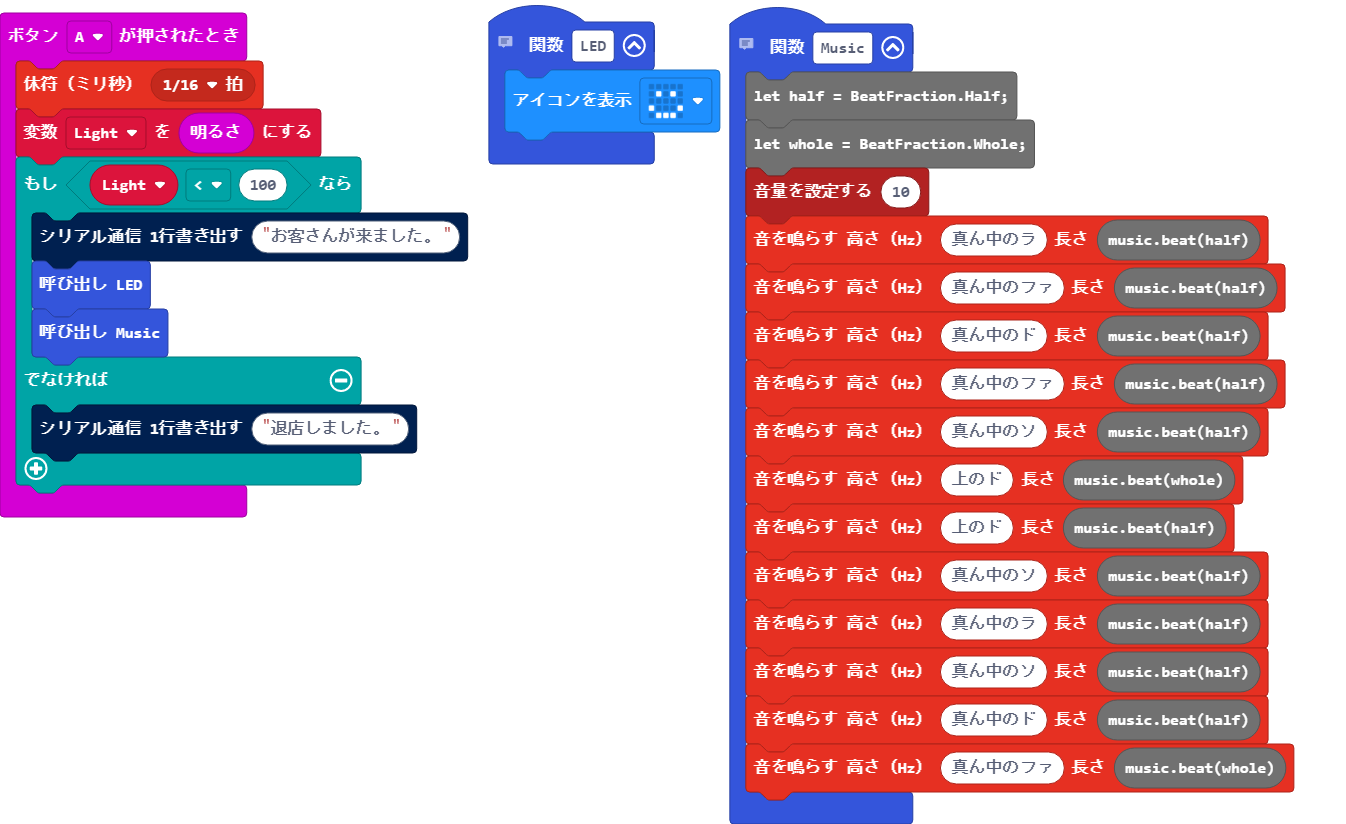 ボタン A ▼ が押されたとき
休符（ミリ秒） 1/16 ▼ 拍
変数 Light ▼ を 明るさ にする
もし Light ▼ < ▼ 100 なら
シリアル通信 1行書き出す "お客さんが来ました。"
呼び出し LED
呼び出し Music
でなければ
シリアル通信 1行書き出す "退店しました。"
関数 LED
アイコンを表示
関数 Music
let half = BeatFraction.Half;
let whole = BeatFraction.Whole;
音量を設定する 10
音を鳴らす 高さ（Hz） 真ん中のラ 長さ music.beat(half)
音を鳴らす 高さ（Hz） 真ん中のファ 長さ music.beat(half)
音を鳴らす 高さ（Hz） 真ん中のド 長さ music.beat(half)
音を鳴らす 高さ（Hz） 真ん中のファ 長さ music.beat(half)
音を鳴らす 高さ（Hz） 真ん中のソ 長さ music.beat(half)
音を鳴らす 高さ（Hz） 上のド 長さ music.beat(whole)
音を鳴らす 高さ（Hz） 上のド 長さ music.beat(half)
音を鳴らす 高さ（Hz） 真ん中のソ 長さ music.beat(half)
音を鳴らす 高さ（Hz） 真ん中のラ 長さ music.beat(half)
音を鳴らす 高さ（Hz） 真ん中のソ 長さ music.beat(half)
音を鳴らす 高さ（Hz） 真ん中のド 長さ music.beat(half)
音を鳴らす 高さ（Hz） 真ん中のファ 長さ music.beat(whole)